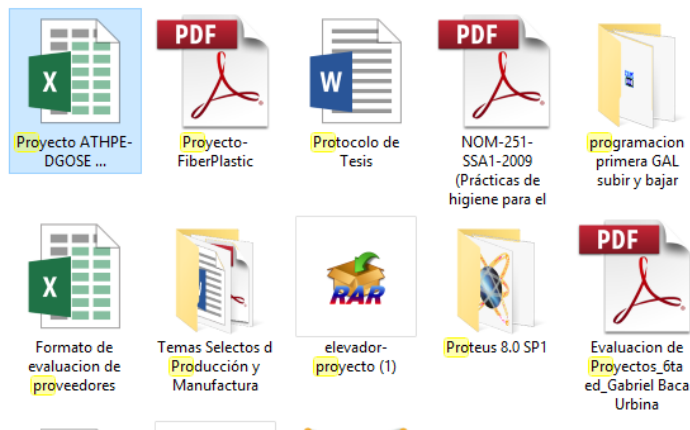 PDF
PDF
X
W
Proyecto ATHPE-
DGOSE ...
Proyecto-
FiberPlastic
Protocolo de
Tesis
NOM-251-
SSA1-2009
(Prácticas de
higiene para el
programacion
primera GAL
subir y bajar
PDF
X
W
RAR
Formato de
evaluacion de
proveedores
Temas Selectos d
Producción y
Manufactura
elevador-
proyecto (1)
Proteus 8.0 SP1
Evaluacion de
Proyectos_6ta
ed_Gabriel Baca
Urbina